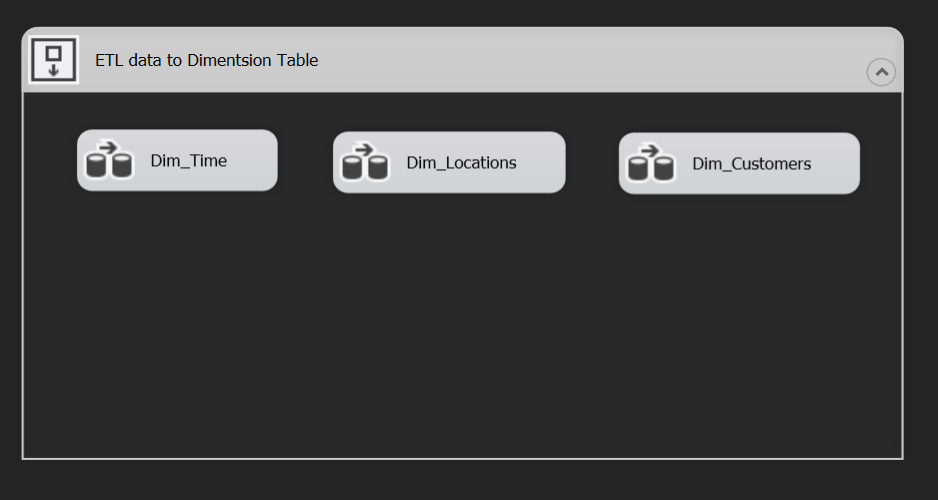 ETL data to Dimentsion Table
Dim_Time
Dim_Locations
Dim_Customers